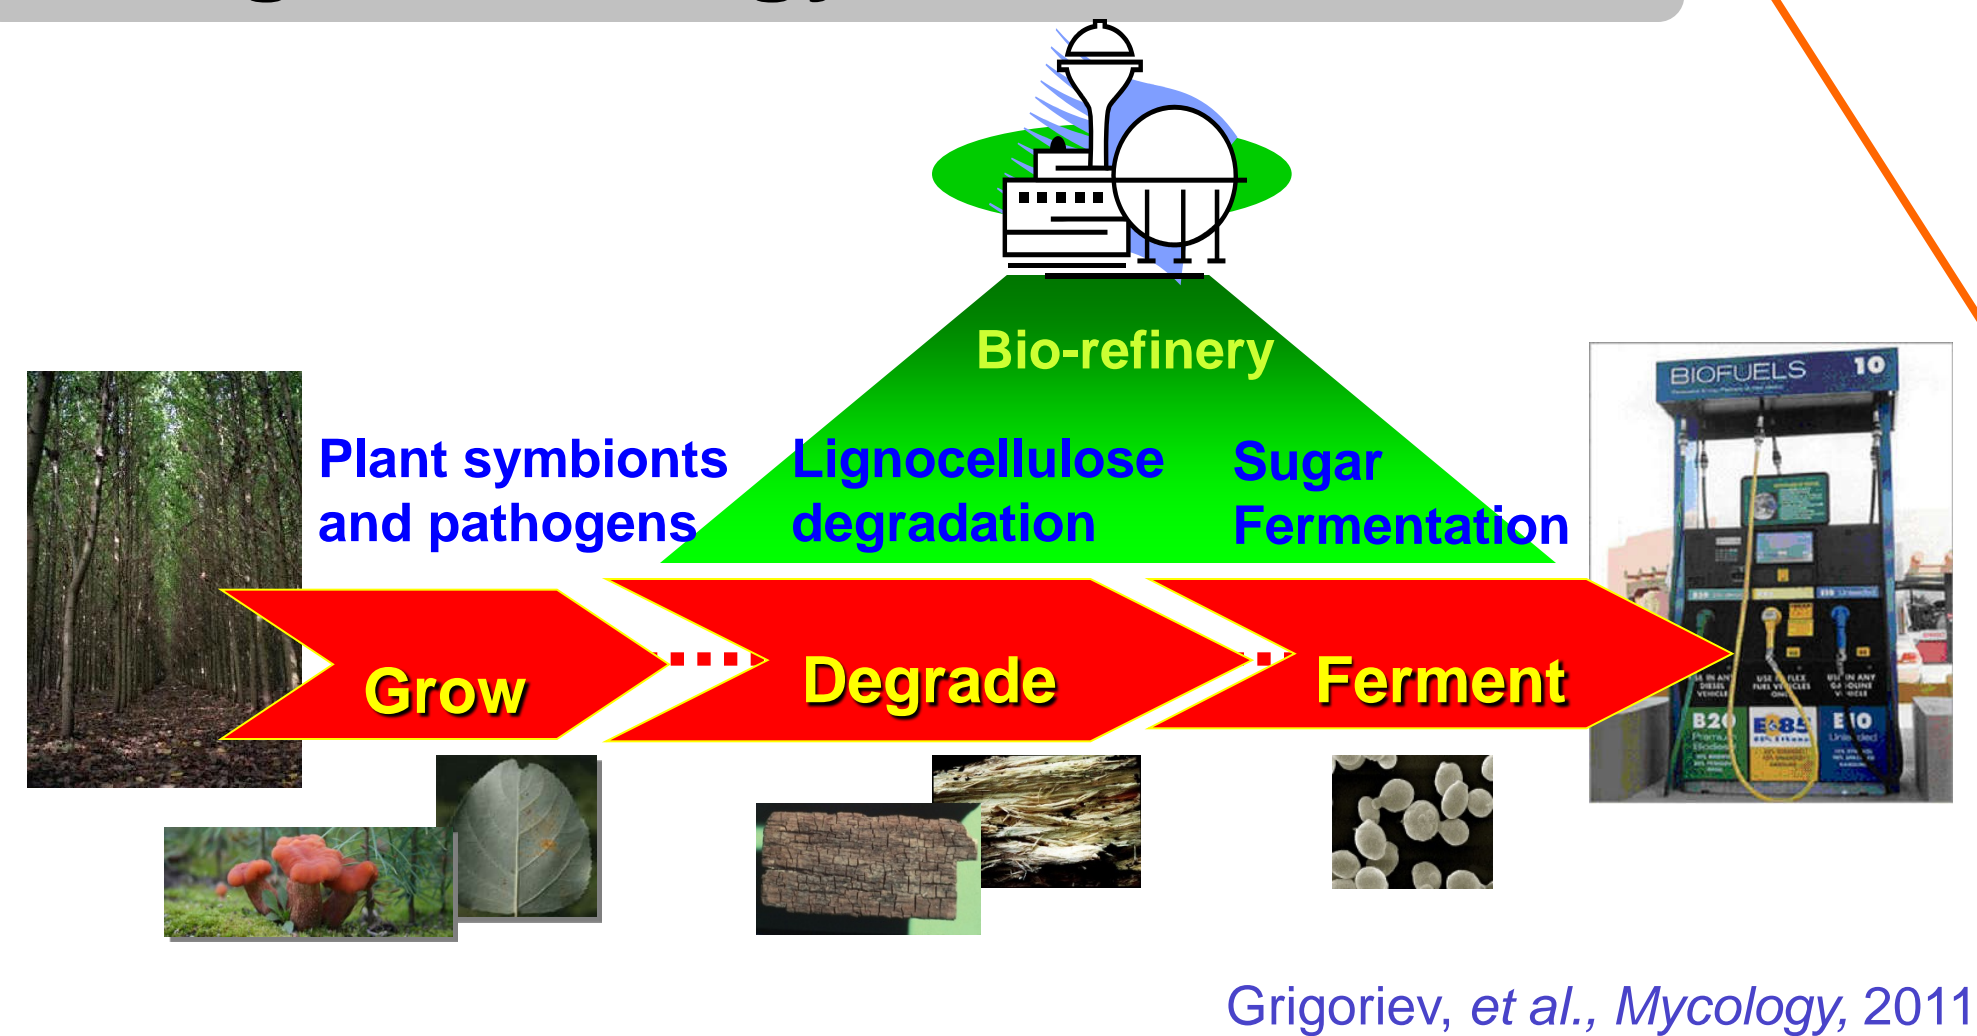 Bio-refinery
BIOFUELS 10
Plant symbionts
and pathogens
Lignocellulose
degradation
Sugar
Fermentation
Grow
Degrade
Ferment
B20
E85
E10
Grigoriev, et al., Mycology, 2011